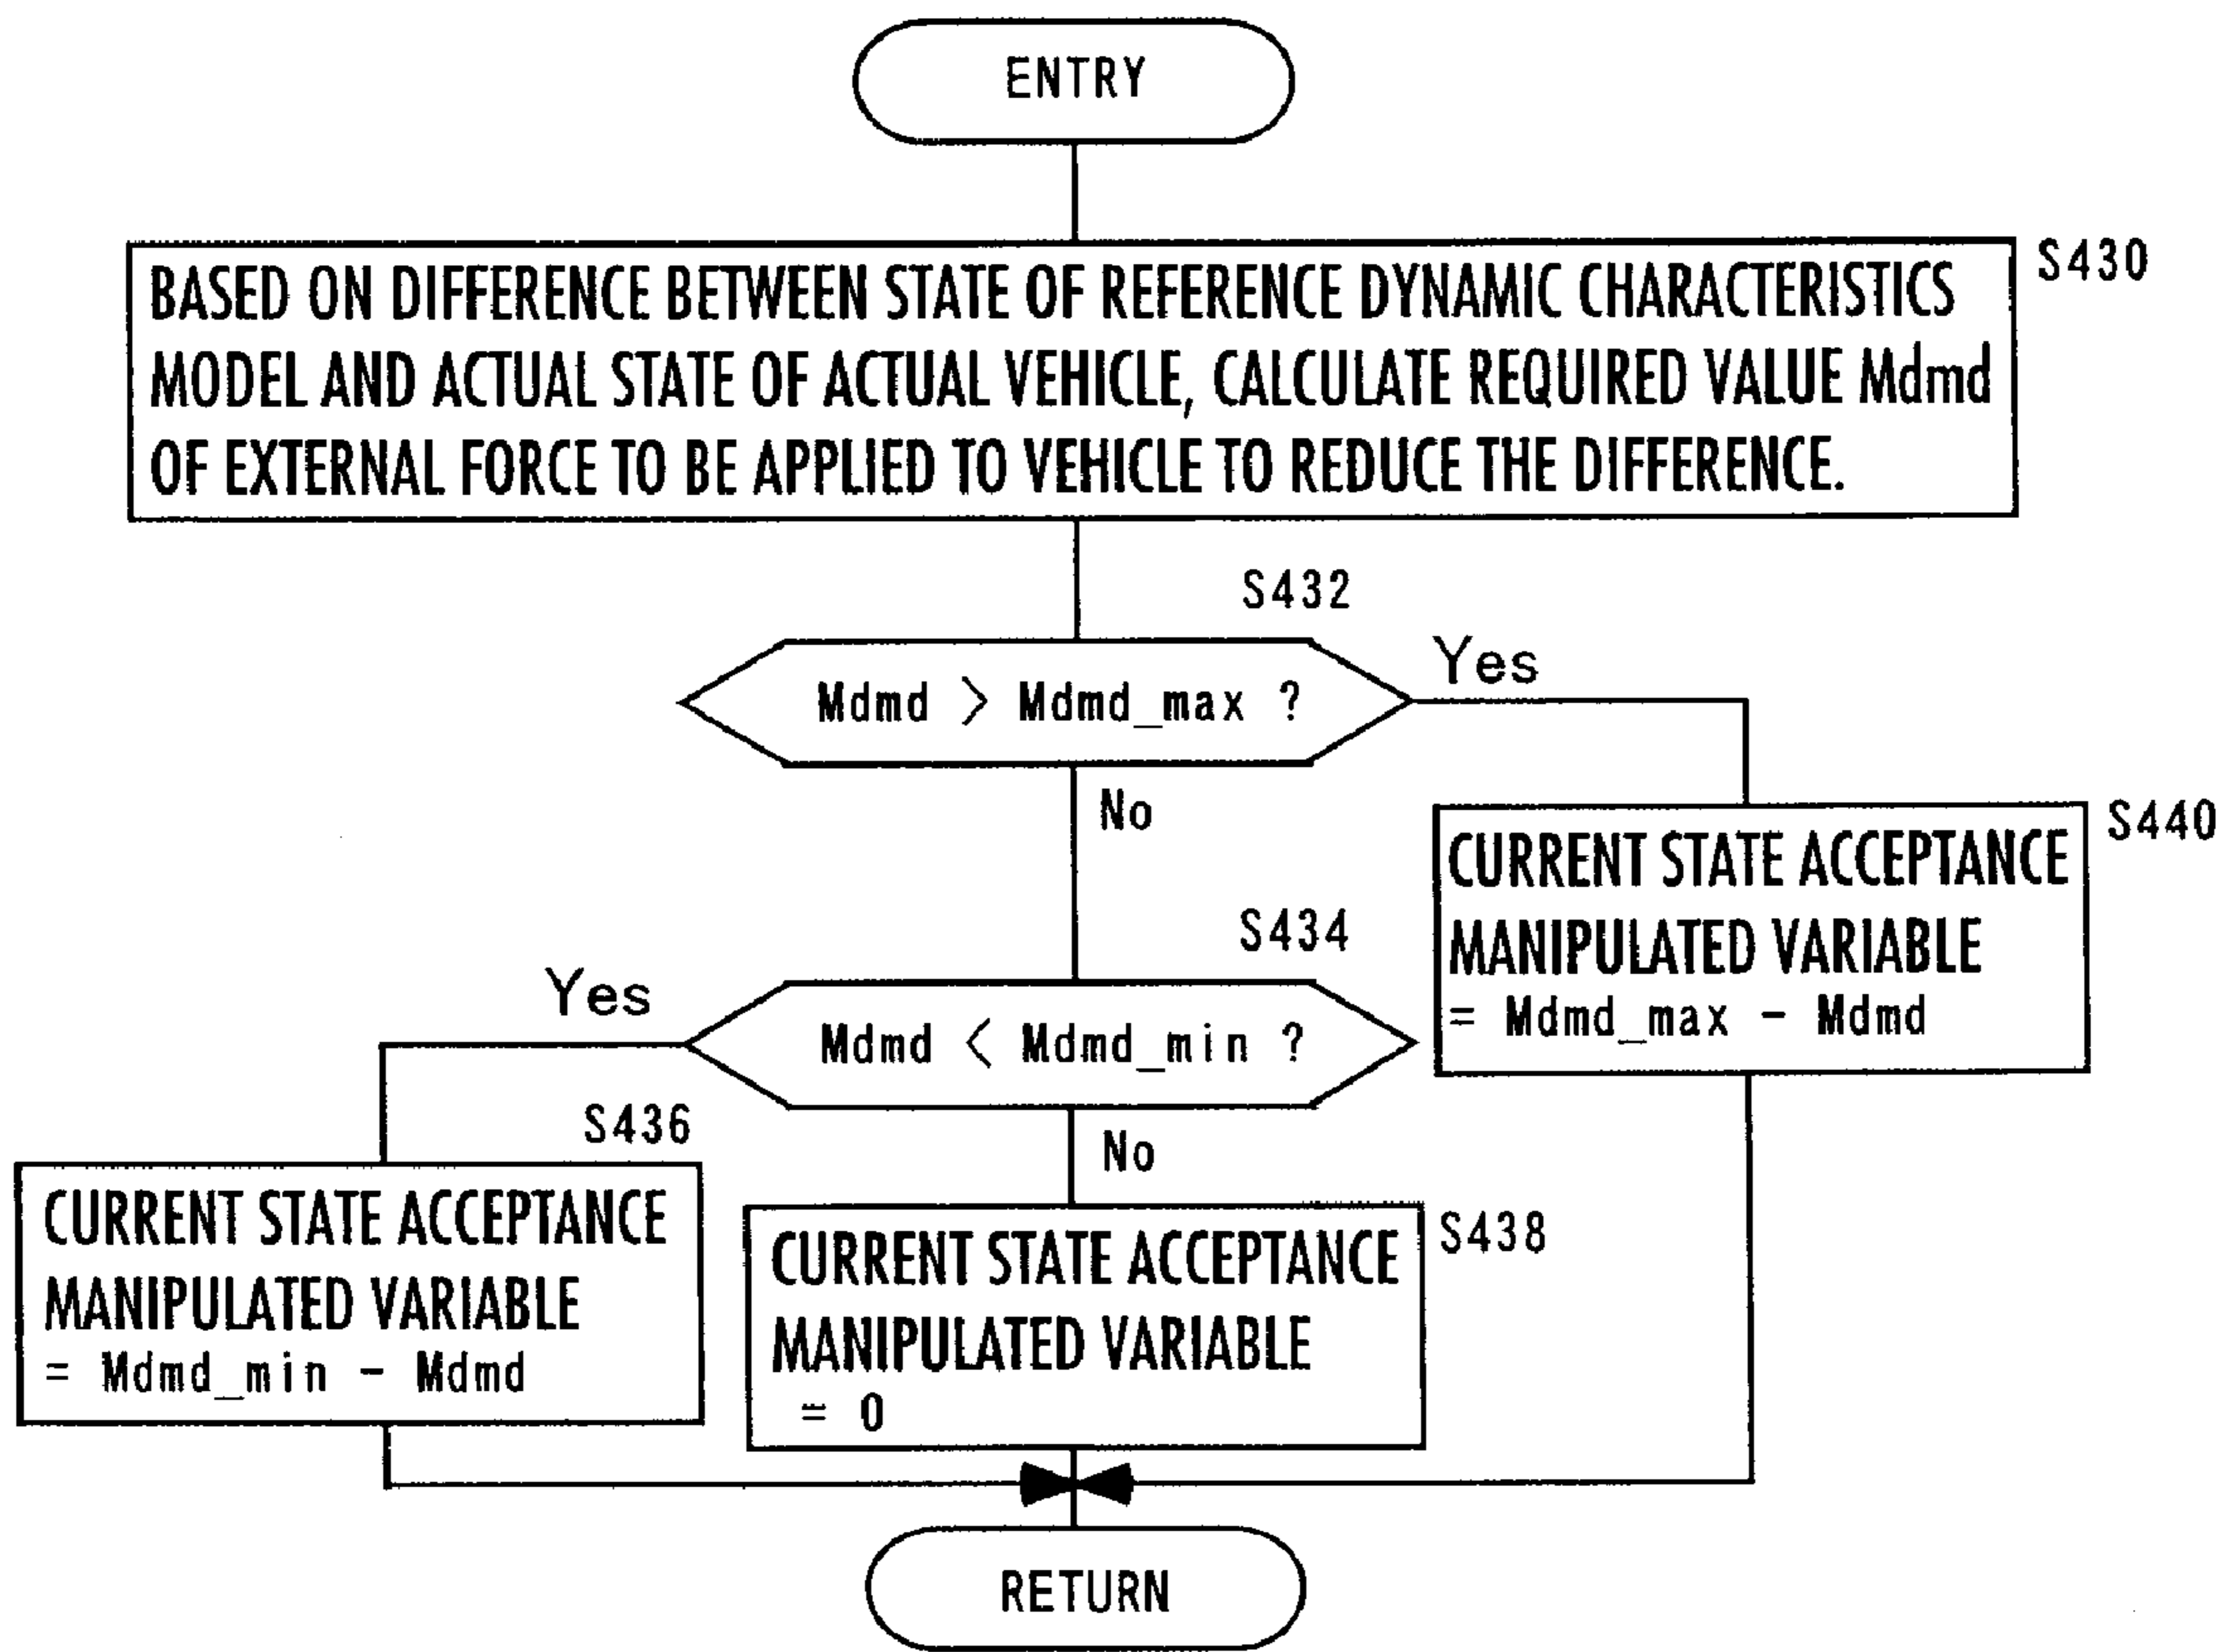 ENTRY
S430
BASED ON DIFFERENCE BETWEEN STATE OF REFERENCE DYNAMIC CHARACTERISTICS
MODEL AND ACTUAL STATE OF ACTUAL VEHICLE, CALCULATE REQUIRED VALUE Mdmd
OF EXTERNAL FORCE TO BE APPLIED TO VEHICLE TO REDUCE THE DIFFERENCE.
S432
Mdmd > Mdmd_max ?
Yes
No
S440
CURRENT STATE ACCEPTANCE
MANIPULATED VARIABLE
= Mdmd_max - Mdmd
S434
Mdmd < Mdmd_min ?
Yes
No
S436
CURRENT STATE ACCEPTANCE
MANIPULATED VARIABLE
= Mdmd_min - Mdmd
S438
CURRENT STATE ACCEPTANCE
MANIPULATED VARIABLE
= 0
RETURN